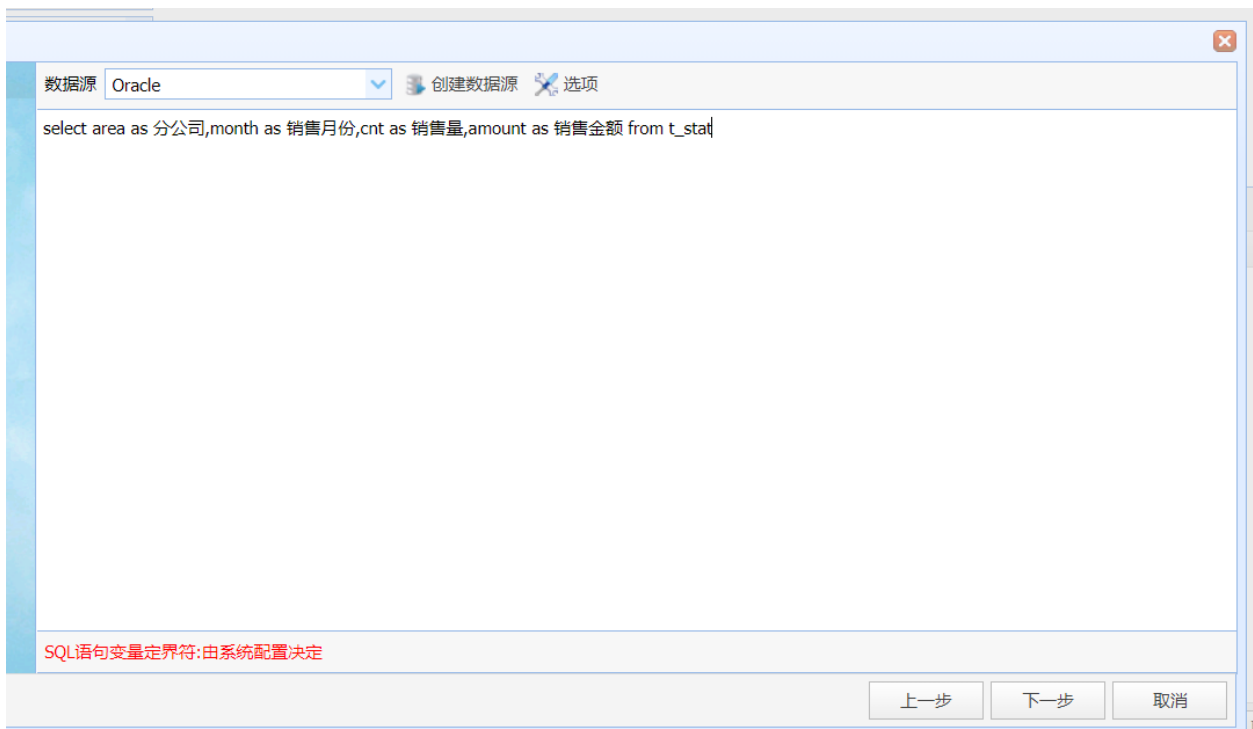 数据源 Oracle 创建数据源 选项
select area as 分公司,month as 销售月份,cnt as 销售量,amount as 销售金额 from t_stat
SQL语句变量定界符:由系统配置决定
上一步 下一步 取消